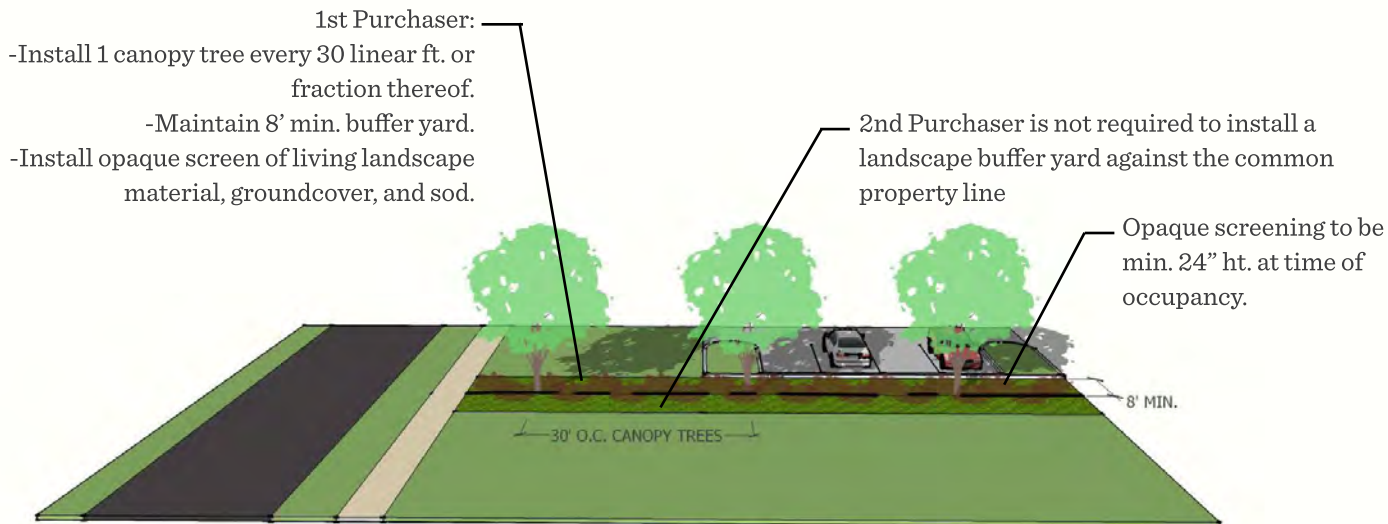 1st Purchaser:
-Install 1 canopy tree every 30 linear ft. or
fraction thereof.
-Maintain 8’ min. buffer yard.
-Install opaque screen of living landscape
material, groundcover, and sod.
2nd Purchaser is not required to install a
landscape buffer yard against the common
property line
Opaque screening to be
min. 24” ht. at time of
occupancy.
8' MIN.
30' O.C. CANOPY TREES